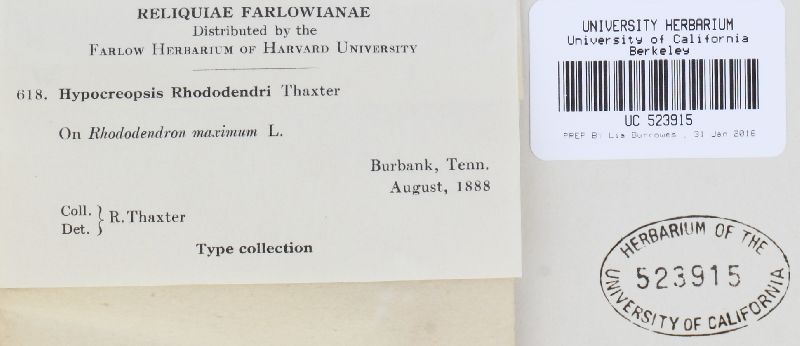 RELIQUIAE FARLOWIANAE
Distributed by the
FARLOW HERBARIUM OF HARVARD UNIVERSITY
618. Hypocreopsis Rhododendri Thaxter
On Rhododendron maximum L.
Burbank, Tenn.
August, 1888
Coll.
Det. } R. Thaxter
Type collection
UNIVERSITY HERBARIUM
University of California
Berkeley
UC 523915
PREP By Lia Burrowes , 31 Jan 2016
HERBARIUM OF THE
523915
UNIVERSITY OF CALIFORNIA